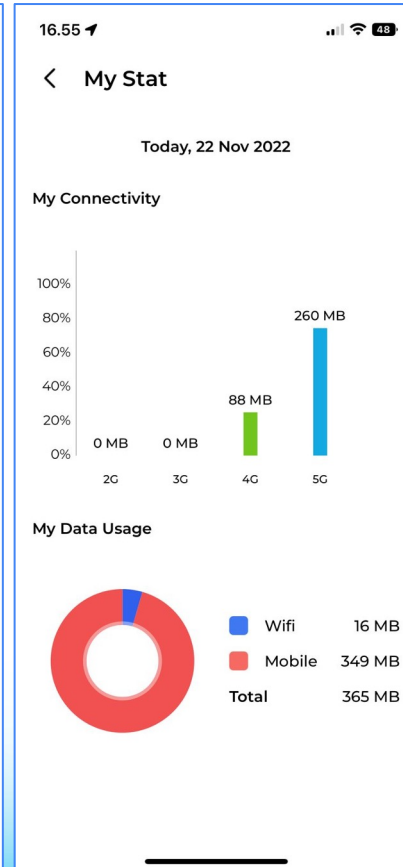 16.55
48
My Stat
Today, 22 Nov 2022
My Connectivity
100%
80%
260 MB
60%
40%
88 MB
20%
0 MB 0 MB
0%
2G 3G 4G 5G
My Data Usage
Wifi 16 MB
Mobile 349 MB
Total 365 MB